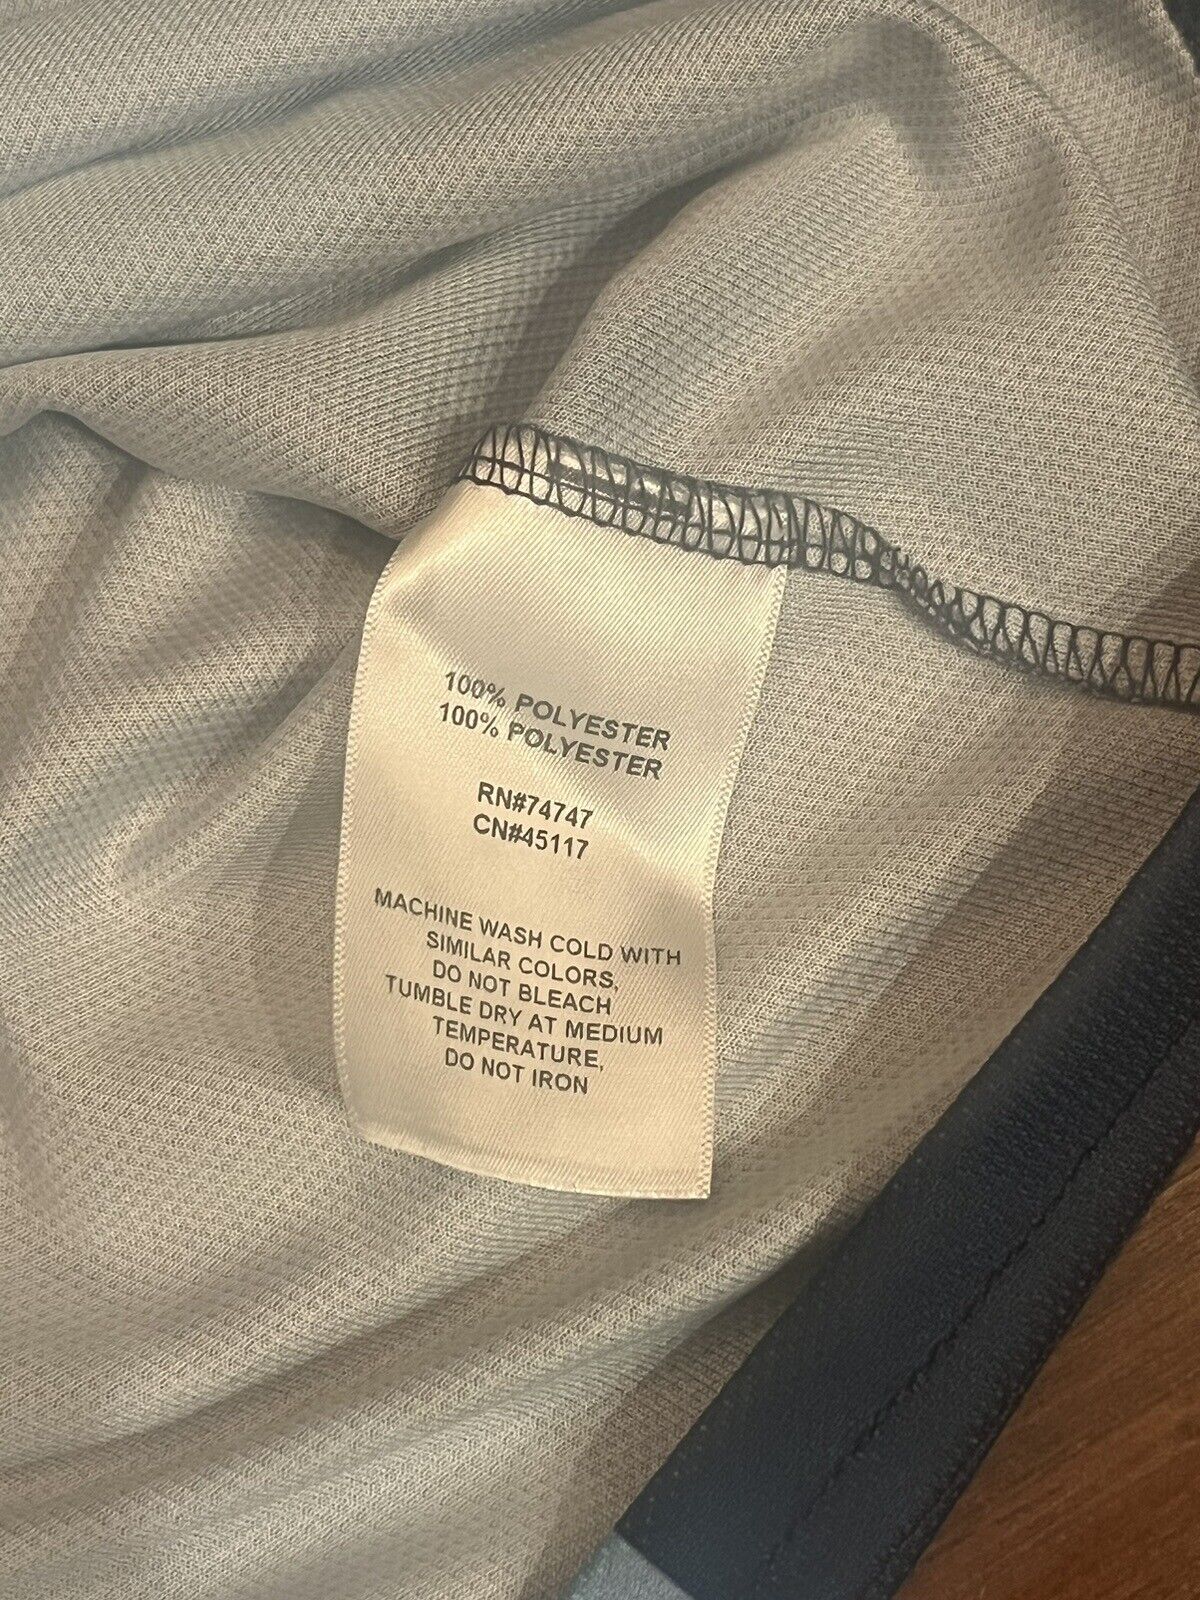 100% POLYESTER
100% POLYESTER
RN#74747
CN#45117
MACHINE WASH COLD WITH
SIMILAR COLORS,
DO NOT BLEACH
TUMBLE DRY AT MEDIUM
TEMPERATURE,
DO NOT IRON